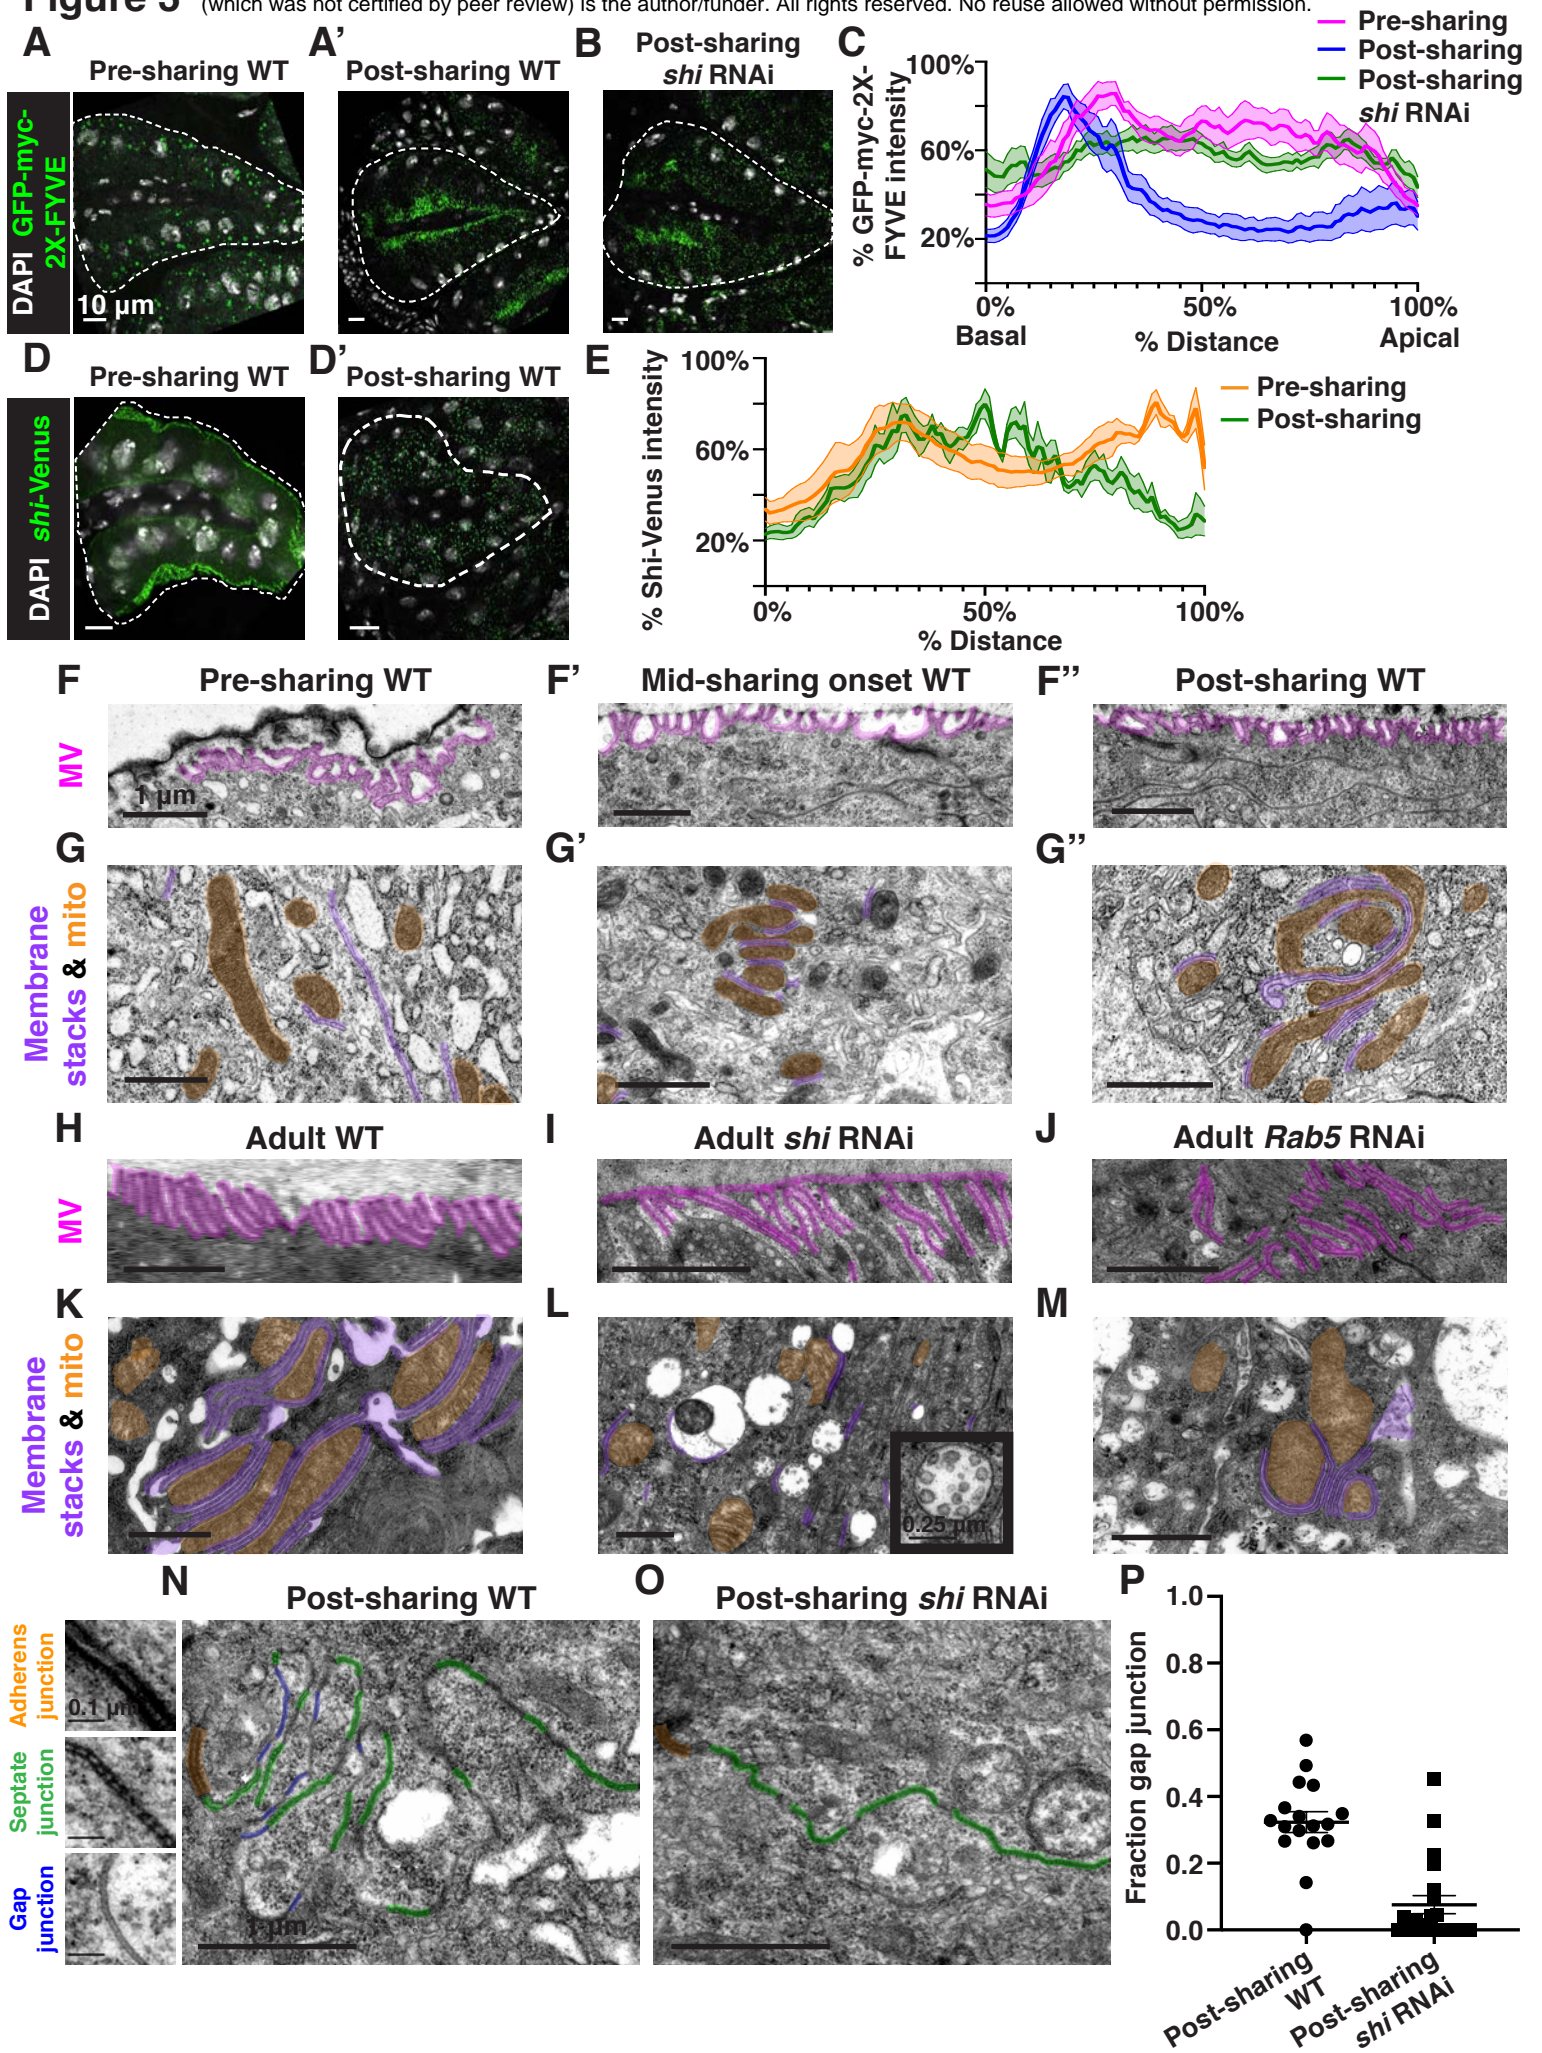 Figure 5 (which was not certified by peer review) is the author/funder. All rights reserved. No reuse allowed without permission.
A
Pre-sharing WT
A’
Post-sharing WT
B
Post-sharing
shi RNAi
DAPI GFP-myc-
2X-FYVE
10 µm
C
% GFP-myc-2X-
FYVE intensity
100%
60%
20%
0%
50%
100%
Basal
% Distance
Apical
Pre-sharing
Post-sharing
Post-sharing
shi RNAi
D
Pre-sharing WT
D’
Post-sharing WT
DAPI shi-Venus
E
% Shi-Venus intensity
100%
60%
20%
0%
50%
100%
% Distance
Pre-sharing
Post-sharing
F
Pre-sharing WT
F’
Mid-sharing onset WT
F”
Post-sharing WT
MV
1 µm
G
G’
G”
Membrane
stacks & mito
H
Adult WT
I
Adult shi RNAi
J
Adult Rab5 RNAi
MV
K
L
M
Membrane
stacks & mito
0.25 µm
N
Post-sharing WT
O
Post-sharing shi RNAi
Adherens
junction
0.1 µm
Septate
junction
Gap
junction
1 µm
P
Fraction gap junction
1.0
0.8
0.6
0.4
0.2
0.0
Post-sharing
WT
Post-sharing
shi RNAi